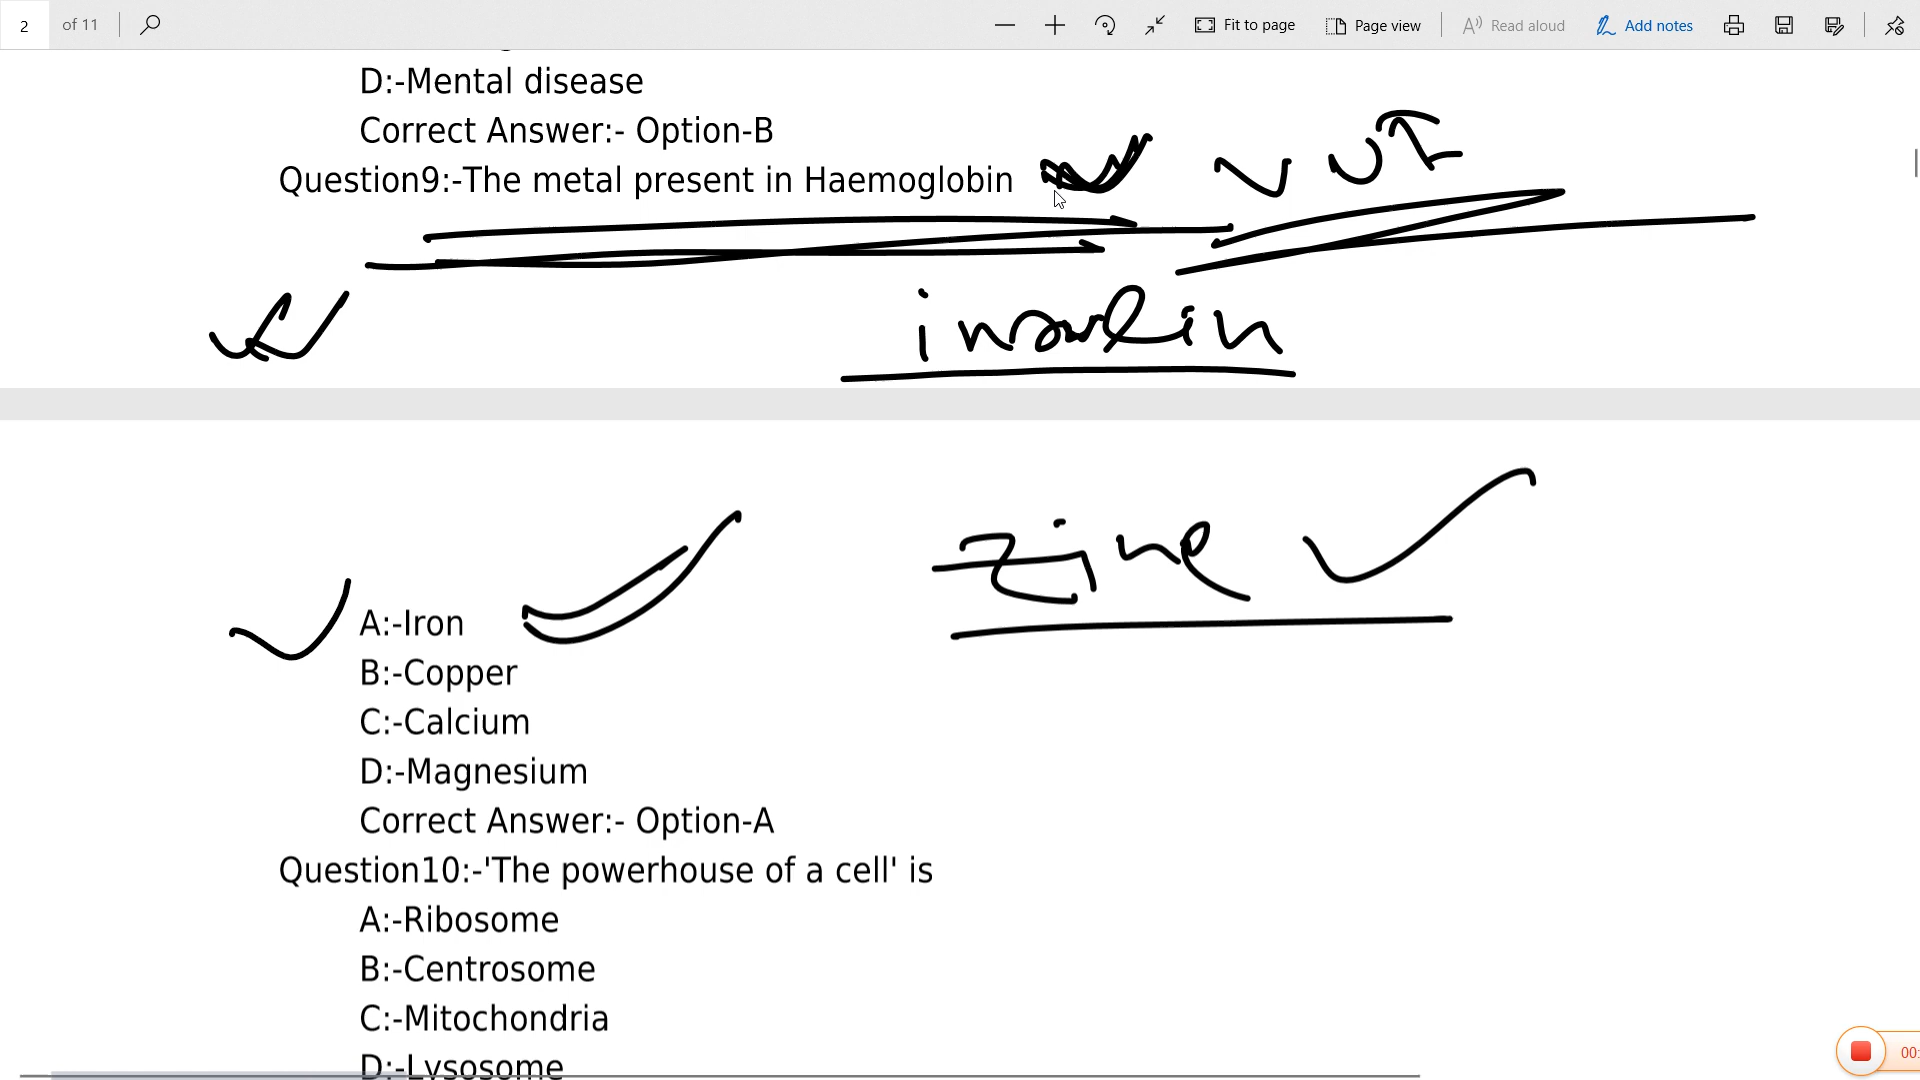 2 of 11 Fit to page Page view Read aloud Add notes
D:-Mental disease
Correct Answer:- Option-B
Question9:-The metal present in Haemoglobin
insulin
zinc
A:-Iron
B:-Copper
C:-Calcium
D:-Magnesium
Correct Answer:- Option-A
Question10:-'The powerhouse of a cell' is
A:-Ribosome
B:-Centrosome
C:-Mitochondria
D:-Lysosome
00: